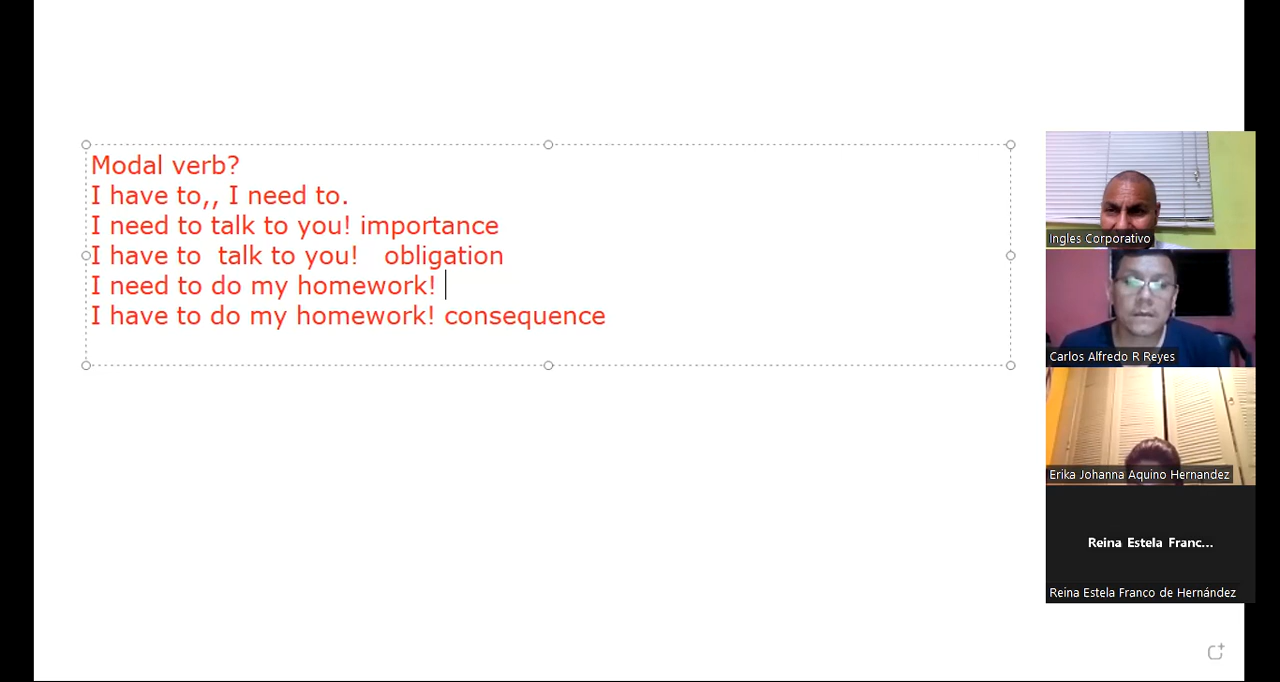 Modal verb?
I have to,, I need to.
I need to talk to you! importance
I have to  talk to you!   obligation
I need to do my homework!
I have to do my homework! consequence
Ingles Corporativo
Carlos Alfredo R Reyes
Erika Johanna Aquino Hernandez
Reina Estela Franc...
Reina Estela Franco de Hernández